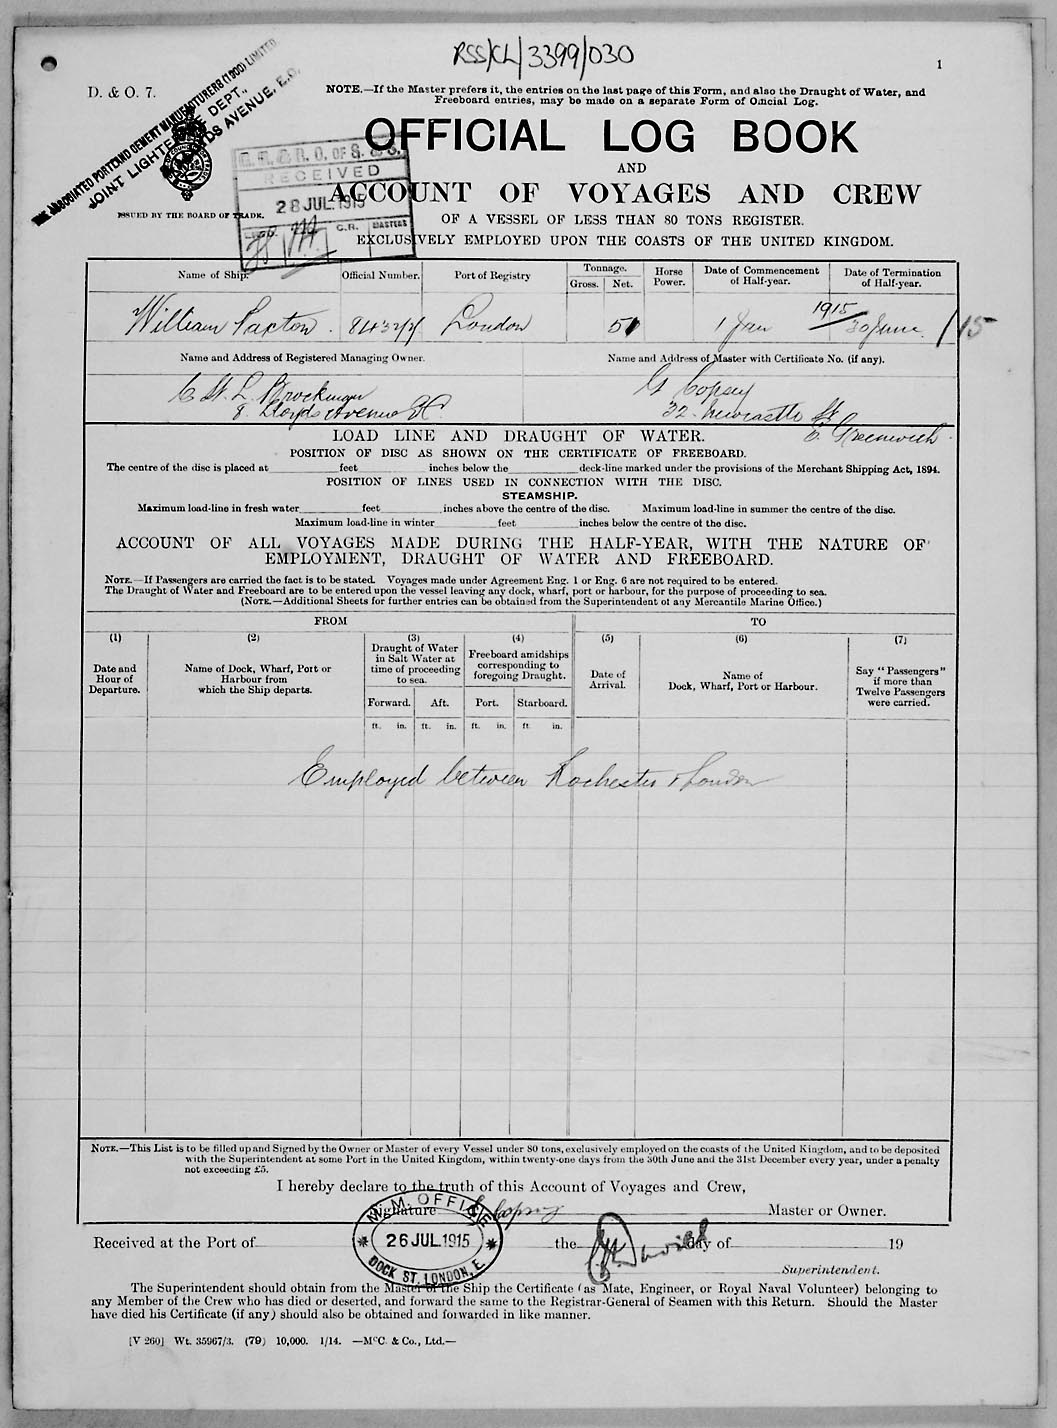 RSS/CL/3399/030
1
D. & O. 7.
THE ASSOCIATED PORTLAND CEMENT MANUFACTURERS (1900) LIMITED
JOINT LIGHTERAGE DEPT.,
LLOYDS AVENUE, E.C.
NOTE.—If the Master prefers it, the entries on the last page of this Form, and also the Draught of Water, and
Freeboard entries, may be made on a separate Form of Official Log.
OFFICIAL LOG BOOK
AND
ACCOUNT OF VOYAGES AND CREW
OF A VESSEL OF LESS THAN 80 TONS REGISTER.
EXCLUSIVELY EMPLOYED UPON THE COASTS OF THE UNITED KINGDOM.
ISSUED BY THE BOARD OF TRADE.
G. R. & R. O. OF S. & S.
RECEIVED
28 JUL 1915
C.R. MASTERS
Name of Ship. Official Number. Port of Registry Tonnage. Gross. Net. Horse Power. Date of Commencement of Half-year. Date of Termination of Half-year.
William Saxton. London 51 1 Jan 1915 30 June /15
Name and Address of Registered Managing Owner. Name and Address of Master with Certificate No. (if any).
C St. L. Brockman G Copsey
8 Lloyds Avenue EC. 32 Newcastle St
E. Greenwich.
LOAD LINE AND DRAUGHT OF WATER.
POSITION OF DISC AS SHOWN ON THE CERTIFICATE OF FREEBOARD.
The centre of the disc is placed at feet inches below the deck-line marked under the provisions of the Merchant Shipping Act, 1894.
POSITION OF LINES USED IN CONNECTION WITH THE DISC.
STEAMSHIP.
Maximum load-line in fresh water feet inches above the centre of the disc. Maximum load-line in summer the centre of the disc.
Maximum load-line in winter feet inches below the centre of the disc.
ACCOUNT OF ALL VOYAGES MADE DURING THE HALF-YEAR, WITH THE NATURE OF
EMPLOYMENT, DRAUGHT OF WATER AND FREEBOARD.
NOTE.—If Passengers are carried the fact is to be stated. Voyages made under Agreement Eng. 1 or Eng. 6 are not required to be entered.
The Draught of Water and Freeboard are to be entered upon the vessel leaving any dock, wharf, port or harbour, for the purpose of proceeding to sea.
(NOTE.—Additional Sheets for further entries can be obtained from the Superintendent of any Mercantile Marine Office.)
FROM TO
(1) (2) (3) (4) (5) (6) (7)
Date and Hour of Departure.
Name of Dock, Wharf, Port or Harbour from which the Ship departs.
Draught of Water in Salt Water at time of proceeding to sea.
Freeboard amidships corresponding to foregoing Draught.
Date of Arrival.
Name of Dock, Wharf, Port or Harbour.
Say "Passengers" if more than Twelve Passengers were carried.
Forward. Aft. Port. Starboard.
ft. in. ft. in. ft. in. ft. in.
Employed between Rochester & London
NOTE.—This List is to be filled up and Signed by the Owner or Master of every Vessel under 80 tons, exclusively employed on the coasts of the United Kingdom, and to be deposited
with the Superintendent at some Port in the United Kingdom, within twenty-one days from the 30th June and the 31st December every year, under a penalty
not exceeding £5.
I hereby declare to the truth of this Account of Voyages and Crew,
Signature G Copsey Master or Owner.
M. M. OFFICE
26 JUL 1915
DOCK ST. LONDON, E.
Received at the Port of the day of 19
Superintendent.
The Superintendent should obtain from the Master of the Ship the Certificate (as Mate, Engineer, or Royal Naval Volunteer) belonging to
any Member of the Crew who has died or deserted, and forward the same to the Registrar-General of Seamen with this Return. Should the Master
have died his Certificate (if any) should also be obtained and forwarded in like manner.
[V 260] Wt. 35967/3. (79) 10,000. 1/14. —McC. & Co., Ltd.—